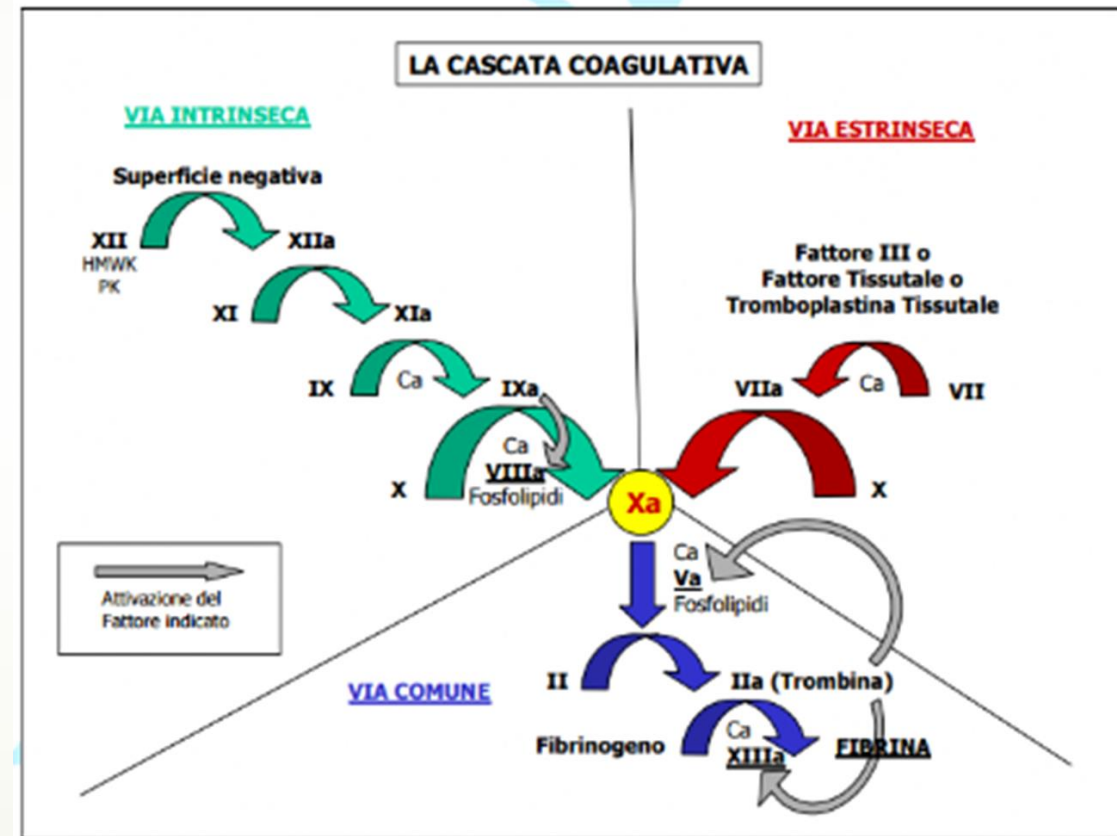 LA CASCATA COAGULATIVA
VIA INTRINSECA
VIA ESTRINSECA
Superficie negativa
XII
HMWK
PK
XIIa
XI
XIa
IX
Ca
IXa
Ca
VIIIa
Fosfolipidi
X
Fattore III o
Fattore Tissutale o
Tromboplastina Tissutale
VIIa
Ca
VII
X
Xa
Ca
Va
Fosfolipidi
Attivazione del
Fattore indicato
VIA COMUNE
II
IIa (Trombina)
Fibrinogeno
Ca
XIIIa
FIBRINA